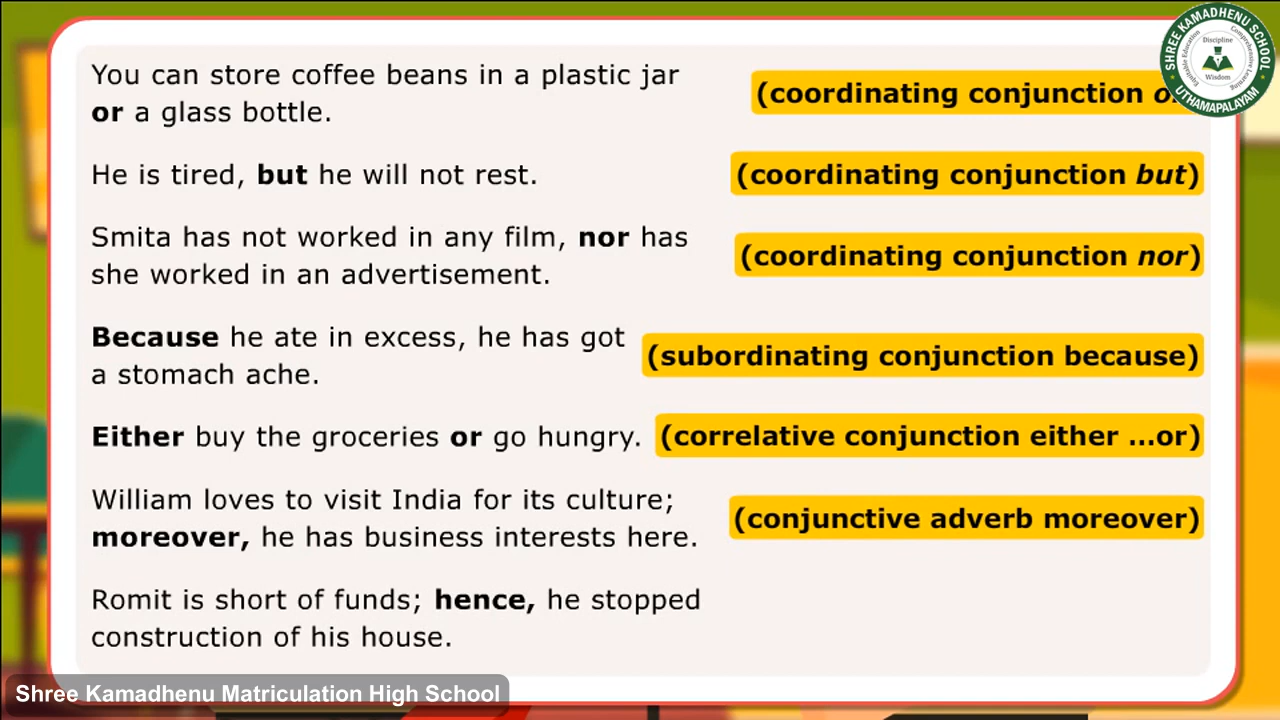 You can store coffee beans in a plastic jar
or a glass bottle.
(coordinating conjunction
He is tired, but he will not rest.
(coordinating conjunction but)
Smita has not worked in any film, nor has
she worked in an advertisement.
(coordinating conjunction nor)
Because he ate in excess, he has got
a stomach ache.
(subordinating conjunction because)
Either buy the groceries or go hungry.
(correlative conjunction either ...or)
William loves to visit India for its culture;
moreover, he has business interests here.
(conjunctive adverb moreover)
Romit is short of funds; hence, he stopped
construction of his house.
Shree Kamadhenu Matriculation High School
SHREE KAMADHENU SCHOOL
UTHAMAPALAYAM
Discipline
Wisdom
Equitable Education
Comprehensive Learning